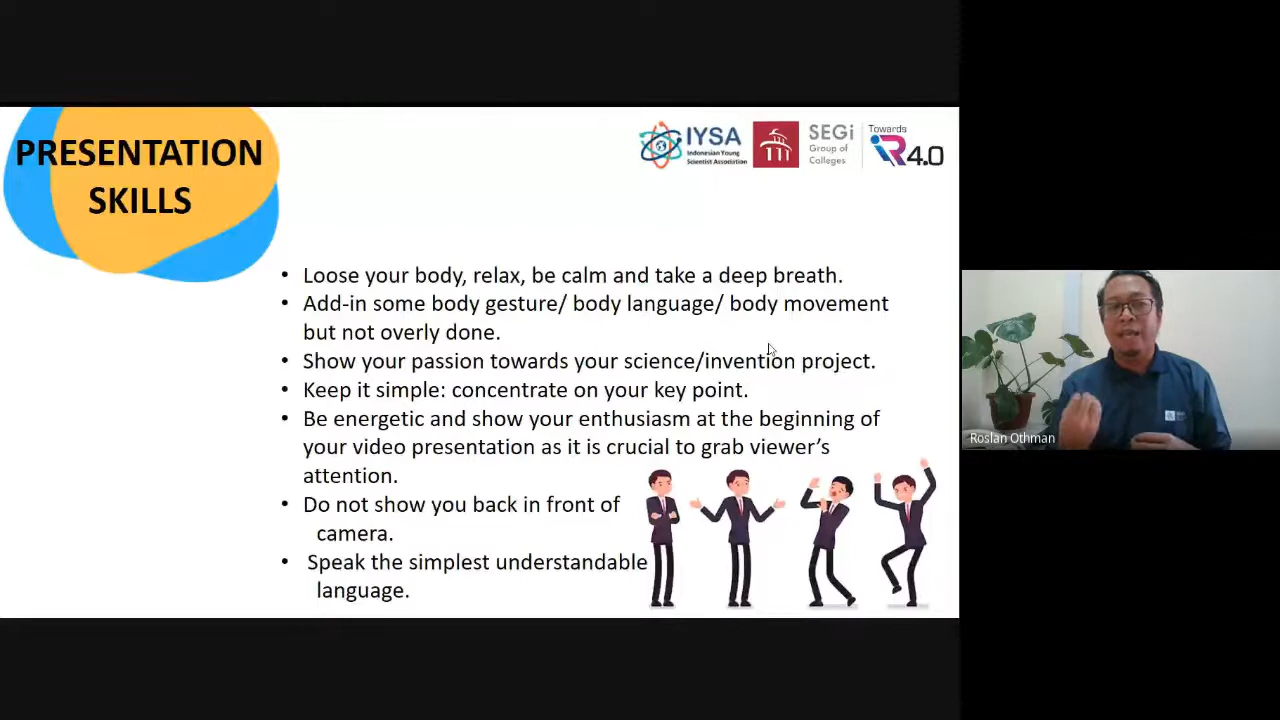 PRESENTATION
SKILLS
IYSA
Indonesian Young
Scientist Association
SEGi
Group of
Colleges
Towards
iR4.0
• Loose your body, relax, be calm and take a deep breath.
• Add-in some body gesture/ body language/ body movement
but not overly done.
• Show your passion towards your science/invention project.
• Keep it simple: concentrate on your key point.
• Be energetic and show your enthusiasm at the beginning of
your video presentation as it is crucial to grab viewer’s
attention.
• Do not show you back in front of
camera.
• Speak the simplest understandable
language.
Roslan Othman